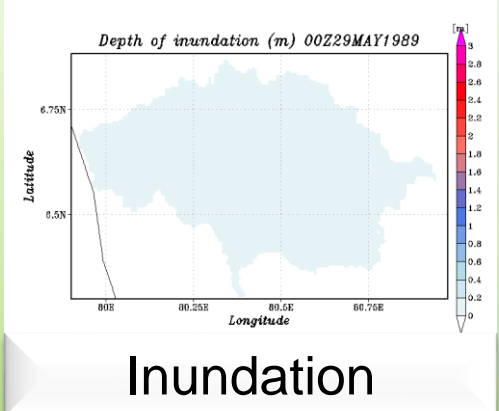 Depth of inundation (m) 00Z29MAY1989
[m]
3
2.8
2.6
2.4
2.2
2
1.8
1.6
1.4
1.2
1
0.8
0.6
0.4
0.2
0
Latitude
6.75N
6.5N
80E
80.25E
80.5E
80.75E
Longitude
Inundation